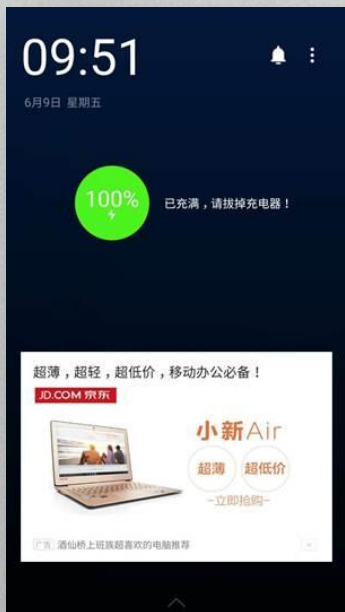 09:51
6月9日 星期五
100%
已充满，请拔掉充电器！
超薄，超轻，超低价，移动办公必备！
JD.COM 京东
小新Air
超薄 超低价
-立即抢购-
广告 酒仙桥上班族超喜欢的电脑推荐